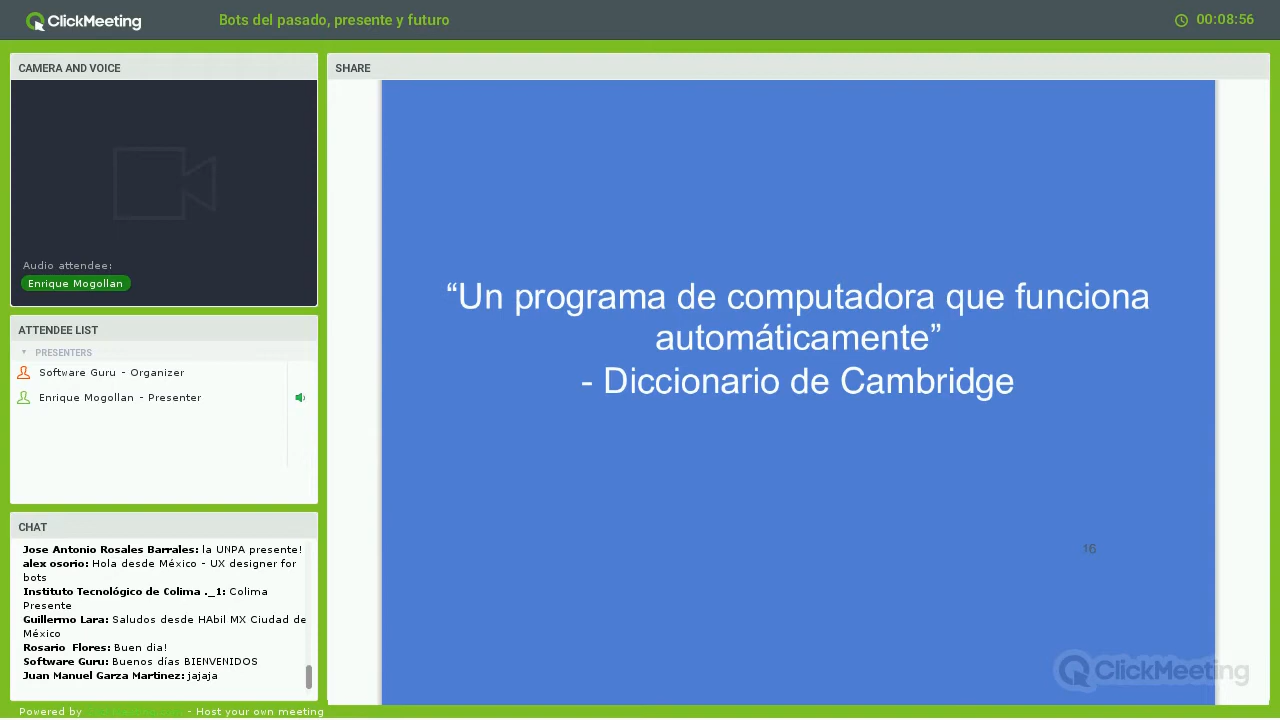 ClickMeeting
Bots del pasado, presente y futuro
00:08:56
CAMERA AND VOICE
Audio attendee:
Enrique Mogollan
ATTENDEE LIST
PRESENTERS
Software Guru - Organizer
Enrique Mogollan - Presenter
CHAT
Jose Antonio Rosales Barrales: la UNPA presente!
alex osorio: Hola desde México - UX designer for
bots
Instituto Tecnológico de Colima ._1: Colima
Presente
Guillermo Lara: Saludos desde HAbil MX Ciudad de
México
Rosario Flores: Buen dia!
Software Guru: Buenos días BIENVENIDOS
Juan Manuel Garza Martinez: jajaja
Powered by - Host your own meeting
SHARE
“Un programa de computadora que funciona
automáticamente”
- Diccionario de Cambridge
16
ClickMeeting